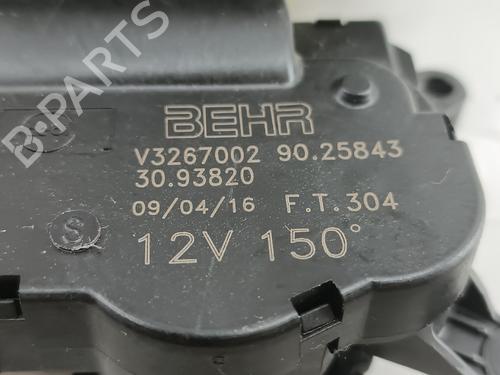 B-PARTS
BEHR
V3267002 90.25843
30.93820
09/04/16 F.T.304
S
12V 150°